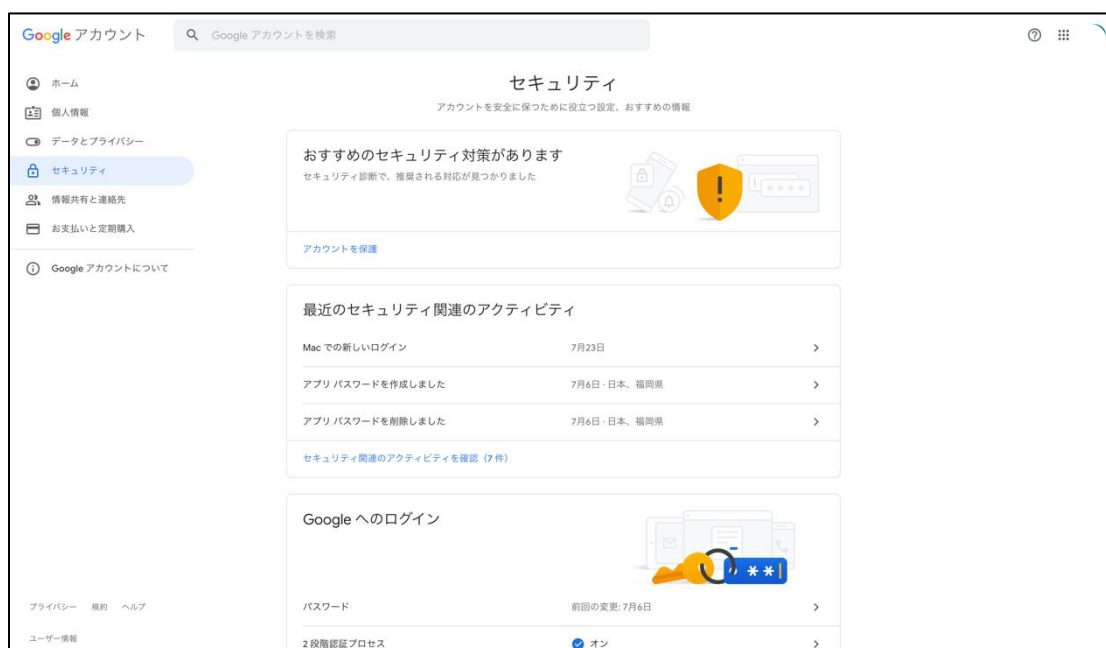 Google アカウント
Google アカウントを検索
ホーム
個人情報
データとプライバシー
セキュリティ
情報共有と連絡先
お支払いと定期購入
Google アカウントについて
プライバシー 規約 ヘルプ
ユーザー情報
セキュリティ
アカウントを安全に保つために役立つ設定、おすすめの情報
おすすめのセキュリティ対策があります
セキュリティ診断で、推奨される対応が見つかりました
アカウントを保護
最近のセキュリティ関連のアクティビティ
Mac での新しいログイン 7月23日
アプリ パスワードを作成しました 7月6日 · 日本、福岡県
アプリ パスワードを削除しました 7月6日 · 日本、福岡県
セキュリティ関連のアクティビティを確認（7 件）
Google へのログイン
パスワード 前回の変更: 7月6日
2 段階認証プロセス オン